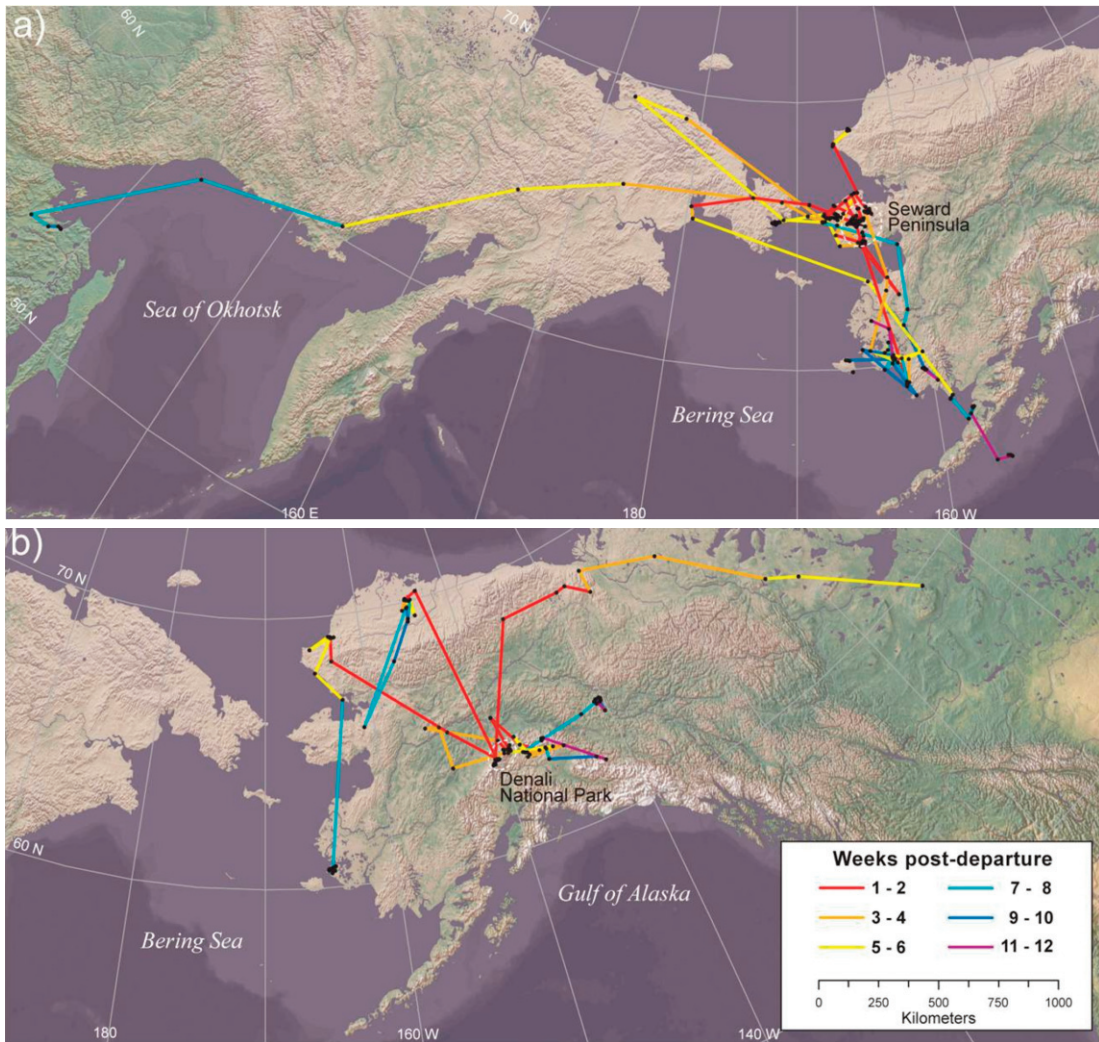 a)
60 N
70 N
Seward
Peninsula
50 N
Sea of Okhotsk
Bering Sea
160 E
180
160 W
b)
70 N
Denali
National Park
60 N
Gulf of Alaska
Bering Sea
180
160 W
140 W
Weeks post-departure
1 - 2
7 - 8
3 - 4
9 - 10
5 - 6
11 - 12
0 250 500 750 1000
Kilometers